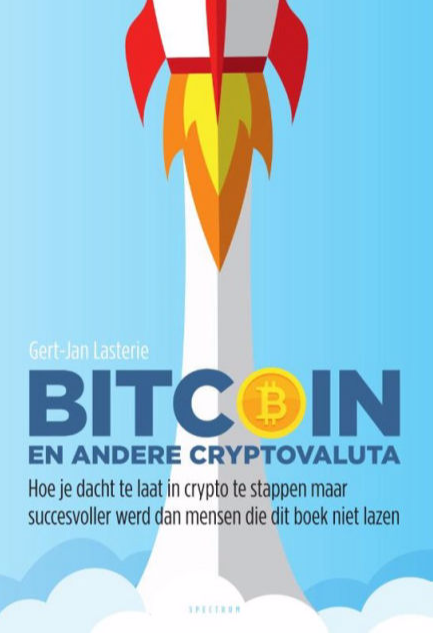 Gert-Jan Lasterie
BITCOIN
EN ANDERE CRYPTOVALUTA
Hoe je dacht te laat in crypto te stappen maar
succesvoller werd dan mensen die dit boek niet lazen
SPECTRUM